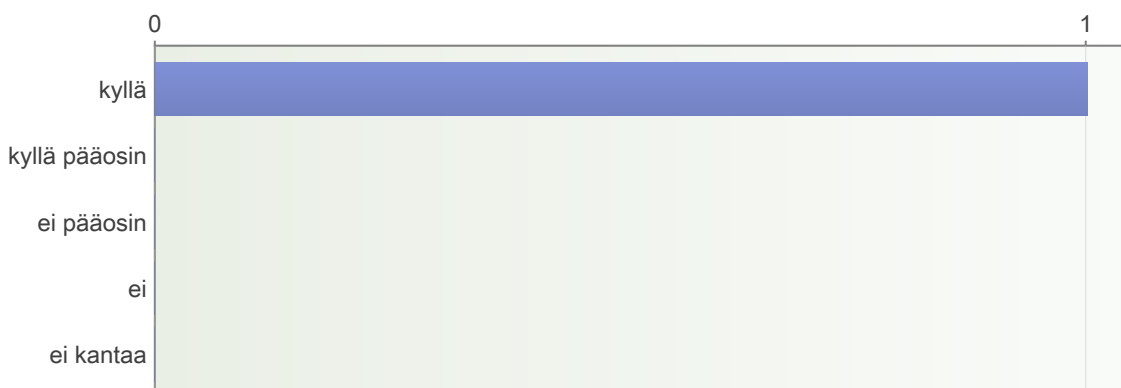 0 1
kyllä
kyllä pääosin
ei pääosin
ei
ei kantaa